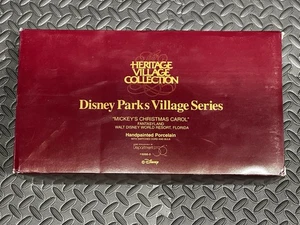 HERITAGE
VILLAGE
COLLECTION
Disney Parks Village Series
"MICKEY'S CHRISTMAS CAROL"
FANTASYLAND
WALT DISNEY WORLD RESORT, FLORIDA
Handpainted Porcelain
© Disney